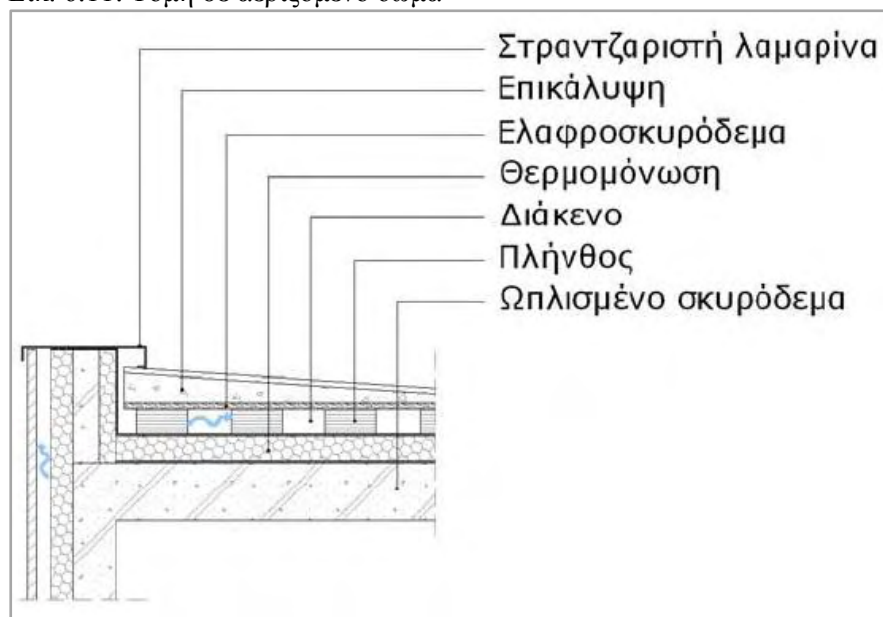 Στραντζαριστή λαμαρίνα
Επικάλυψη
Ελαφροσκυρόδεμα
Θερμομόνωση
Διάκενο
Πλήνθος
Ωπλισμένο σκυρόδεμα